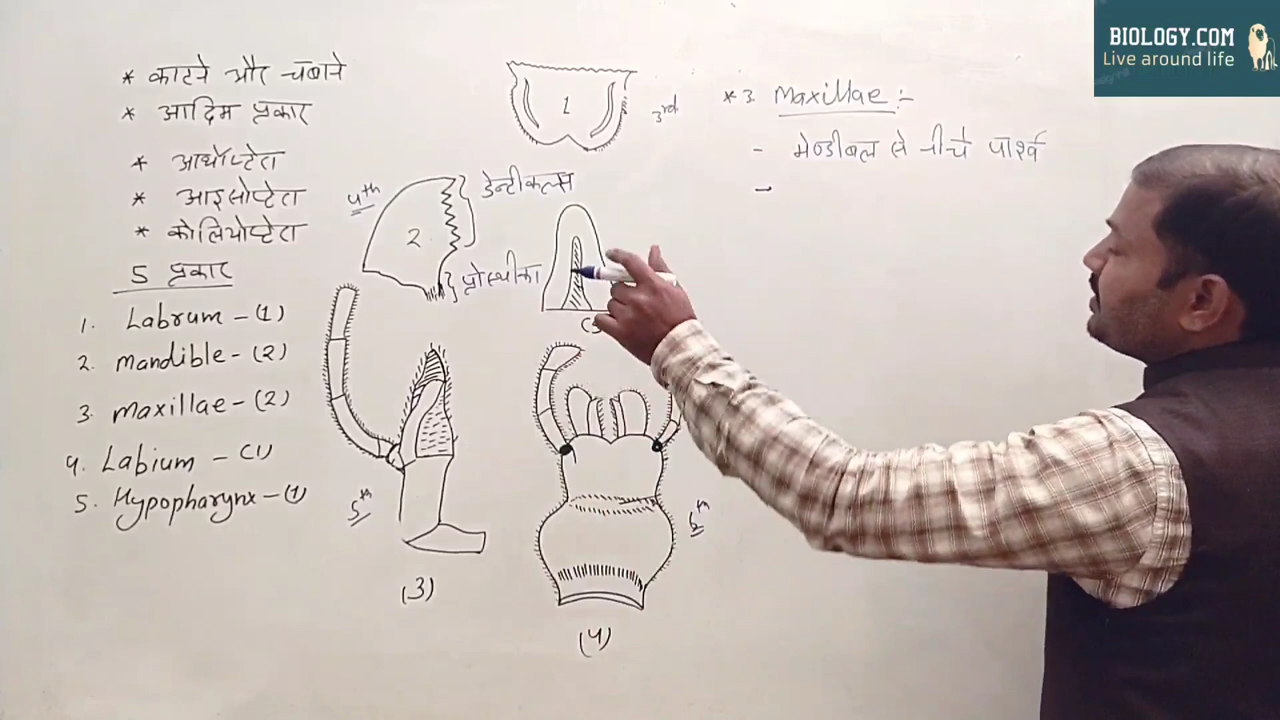 BIOLOGY.COM
Live around life
* काटने और चबाने
* आदिम प्रकार
* आर्थोप्टेरा
* आइसोप्टेरा
* कोलियोप्टेरा
5 प्रकार
1. Labrum - (1)
2. mandible - (2)
3. maxillae - (2)
4. Labium - (1)
5. Hypopharynx - (1)
1
3rd
4th
2
डेन्टीकल्स
प्रोस्थीका
5th
(3)
5th
(4)
* 3. Maxillae :-
- मेण्डीबल से नीचे पार्श्व
-